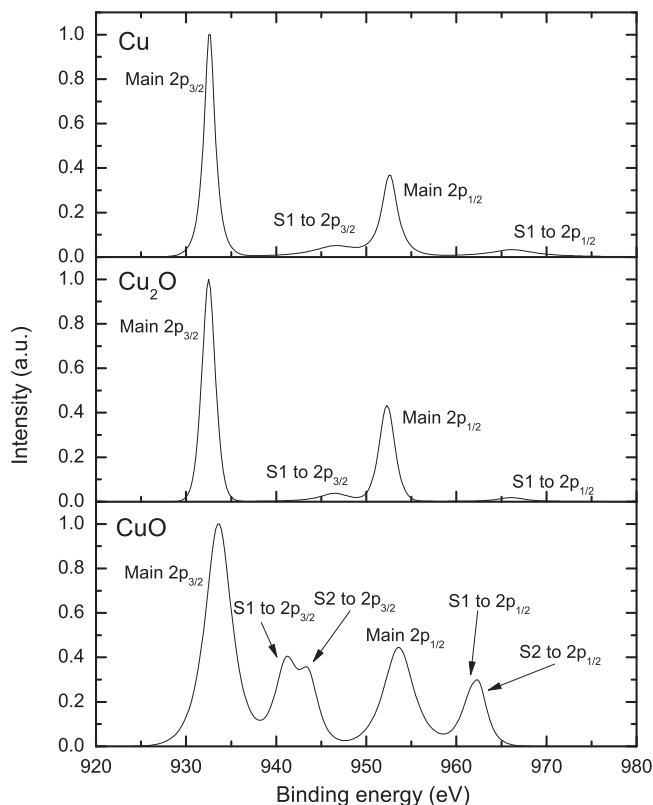 Cu
Main 2p3/2
S1 to 2p3/2
Main 2p1/2
S1 to 2p1/2
1.0
0.8
0.6
0.4
0.2
0.0
Cu2O
Main 2p3/2
S1 to 2p3/2
Main 2p1/2
S1 to 2p1/2
1.0
0.8
0.6
0.4
0.2
0.0
Intensity (a.u.)
CuO
Main 2p3/2
S1 to 2p3/2
S2 to 2p3/2
Main 2p1/2
S1 to 2p1/2
S2 to 2p1/2
1.0
0.8
0.6
0.4
0.2
0.0
920 930 940 950 960 970 980
Binding energy (eV)